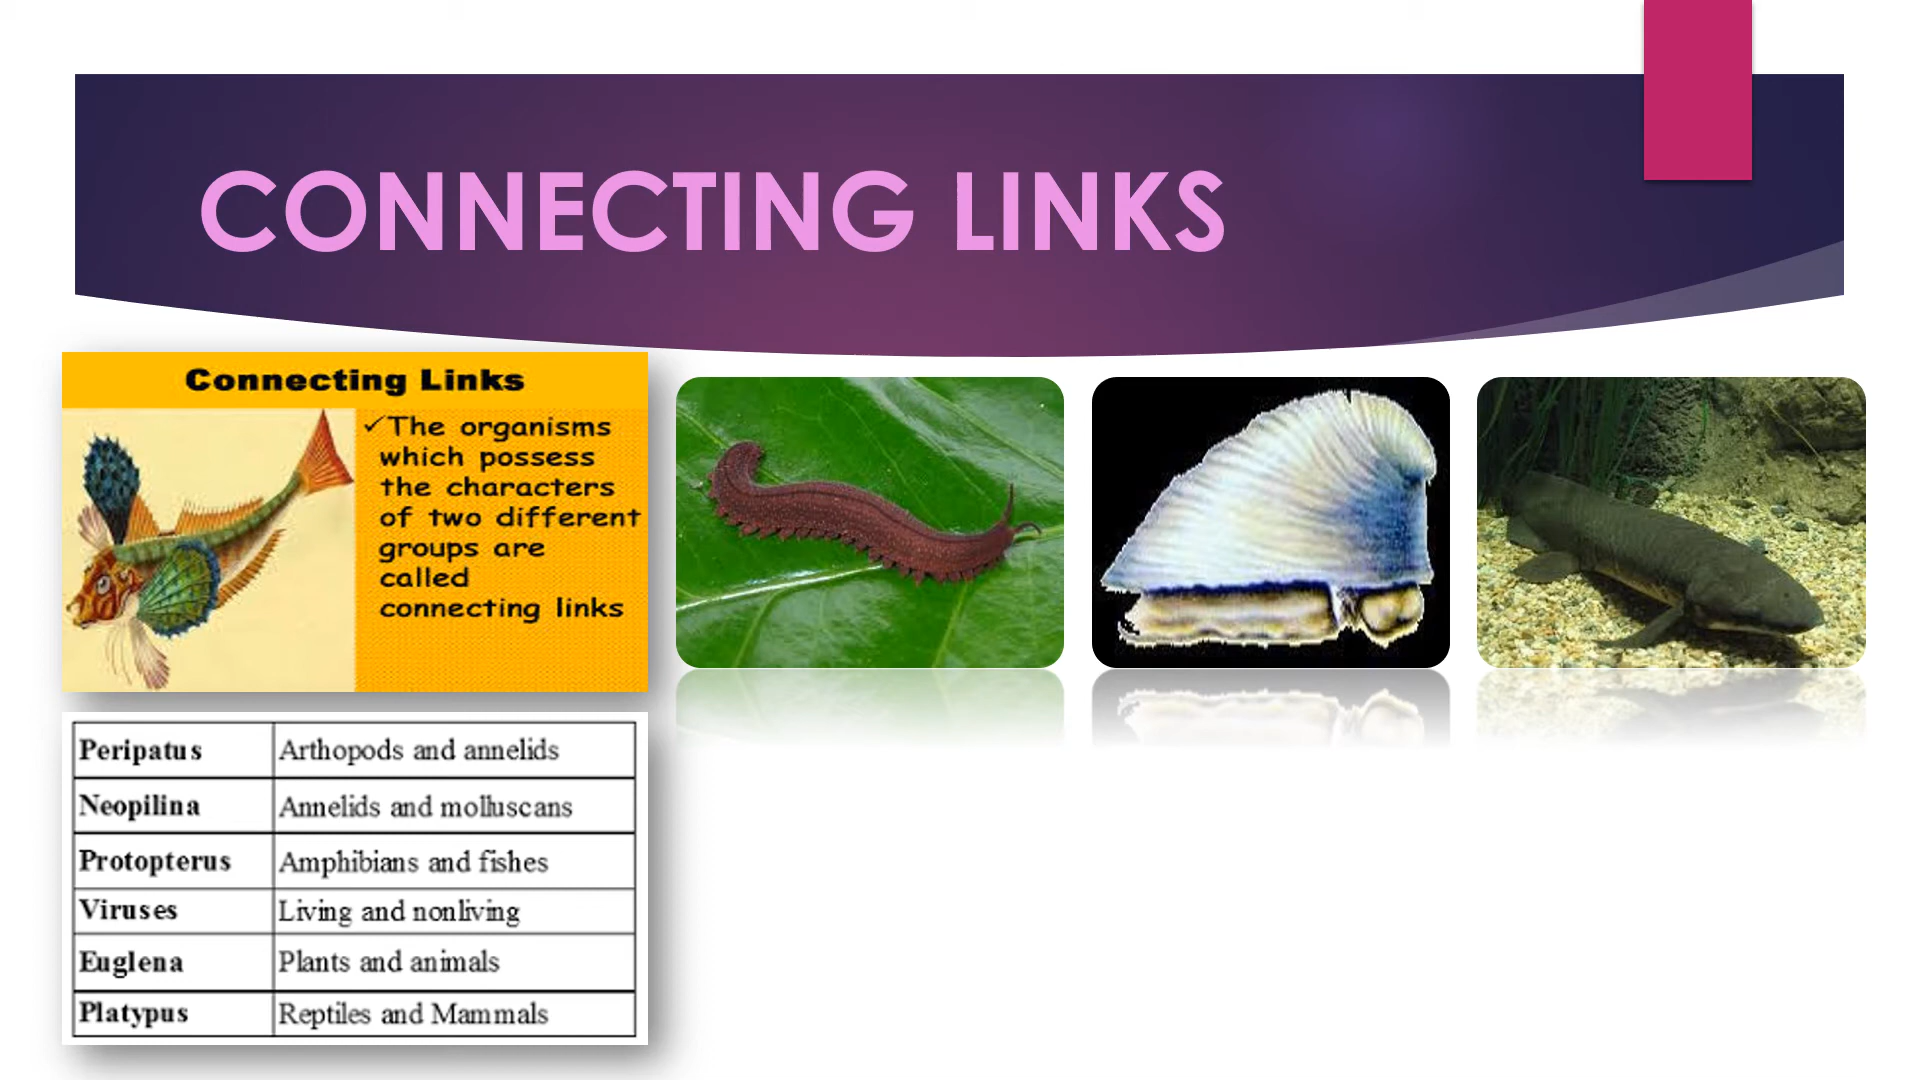 CONNECTING LINKS
Connecting Links
✓The organisms
which possess
the characters
of two different
groups are
called
connecting links
Peripatus Arthopods and annelids
Neopilina Annelids and molluscans
Protopterus Amphibians and fishes
Viruses Living and nonliving
Euglena Plants and animals
Platypus Reptiles and Mammals